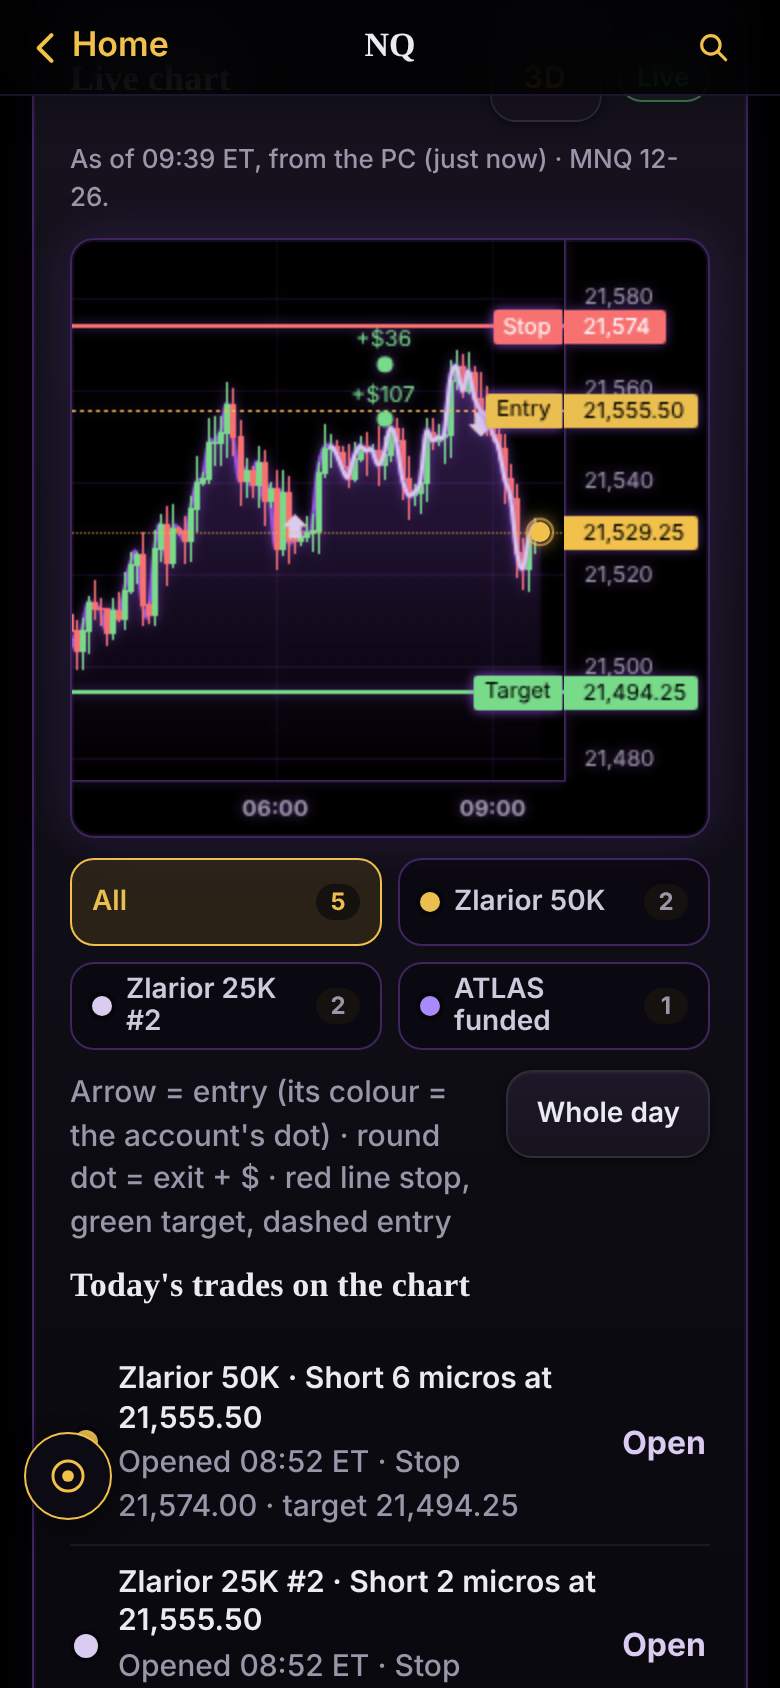 Home
NQ
Live chart
3D
Live
As of 09:39 ET, from the PC (just now) · MNQ 12-
26.
21,580
Stop 21,574
+$36
21,560
+$107
Entry 21,555.50
21,540
21,529.25
21,520
21,500
Target 21,494.25
21,480
06:00 09:00
All 5
Zlarior 50K 2
Zlarior 25K
#2 2
ATLAS
funded 1
Arrow = entry (its colour =
the account's dot) · round
dot = exit + $ · red line stop,
green target, dashed entry
Whole day
Today's trades on the chart
Zlarior 50K · Short 6 micros at
21,555.50
Opened 08:52 ET · Stop
21,574.00 · target 21,494.25
Open
Zlarior 25K #2 · Short 2 micros at
21,555.50
Opened 08:52 ET · Stop
Open